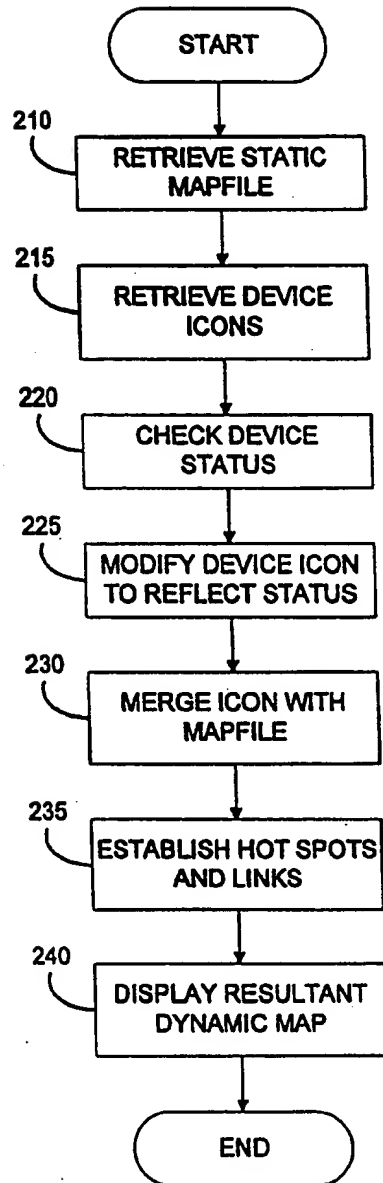 START
210
RETRIEVE STATIC
MAPFILE
215
RETRIEVE DEVICE
ICONS
220
CHECK DEVICE
STATUS
225
MODIFY DEVICE ICON
TO REFLECT STATUS
230
MERGE ICON WITH
MAPFILE
235
ESTABLISH HOT SPOTS
AND LINKS
240
DISPLAY RESULTANT
DYNAMIC MAP
END